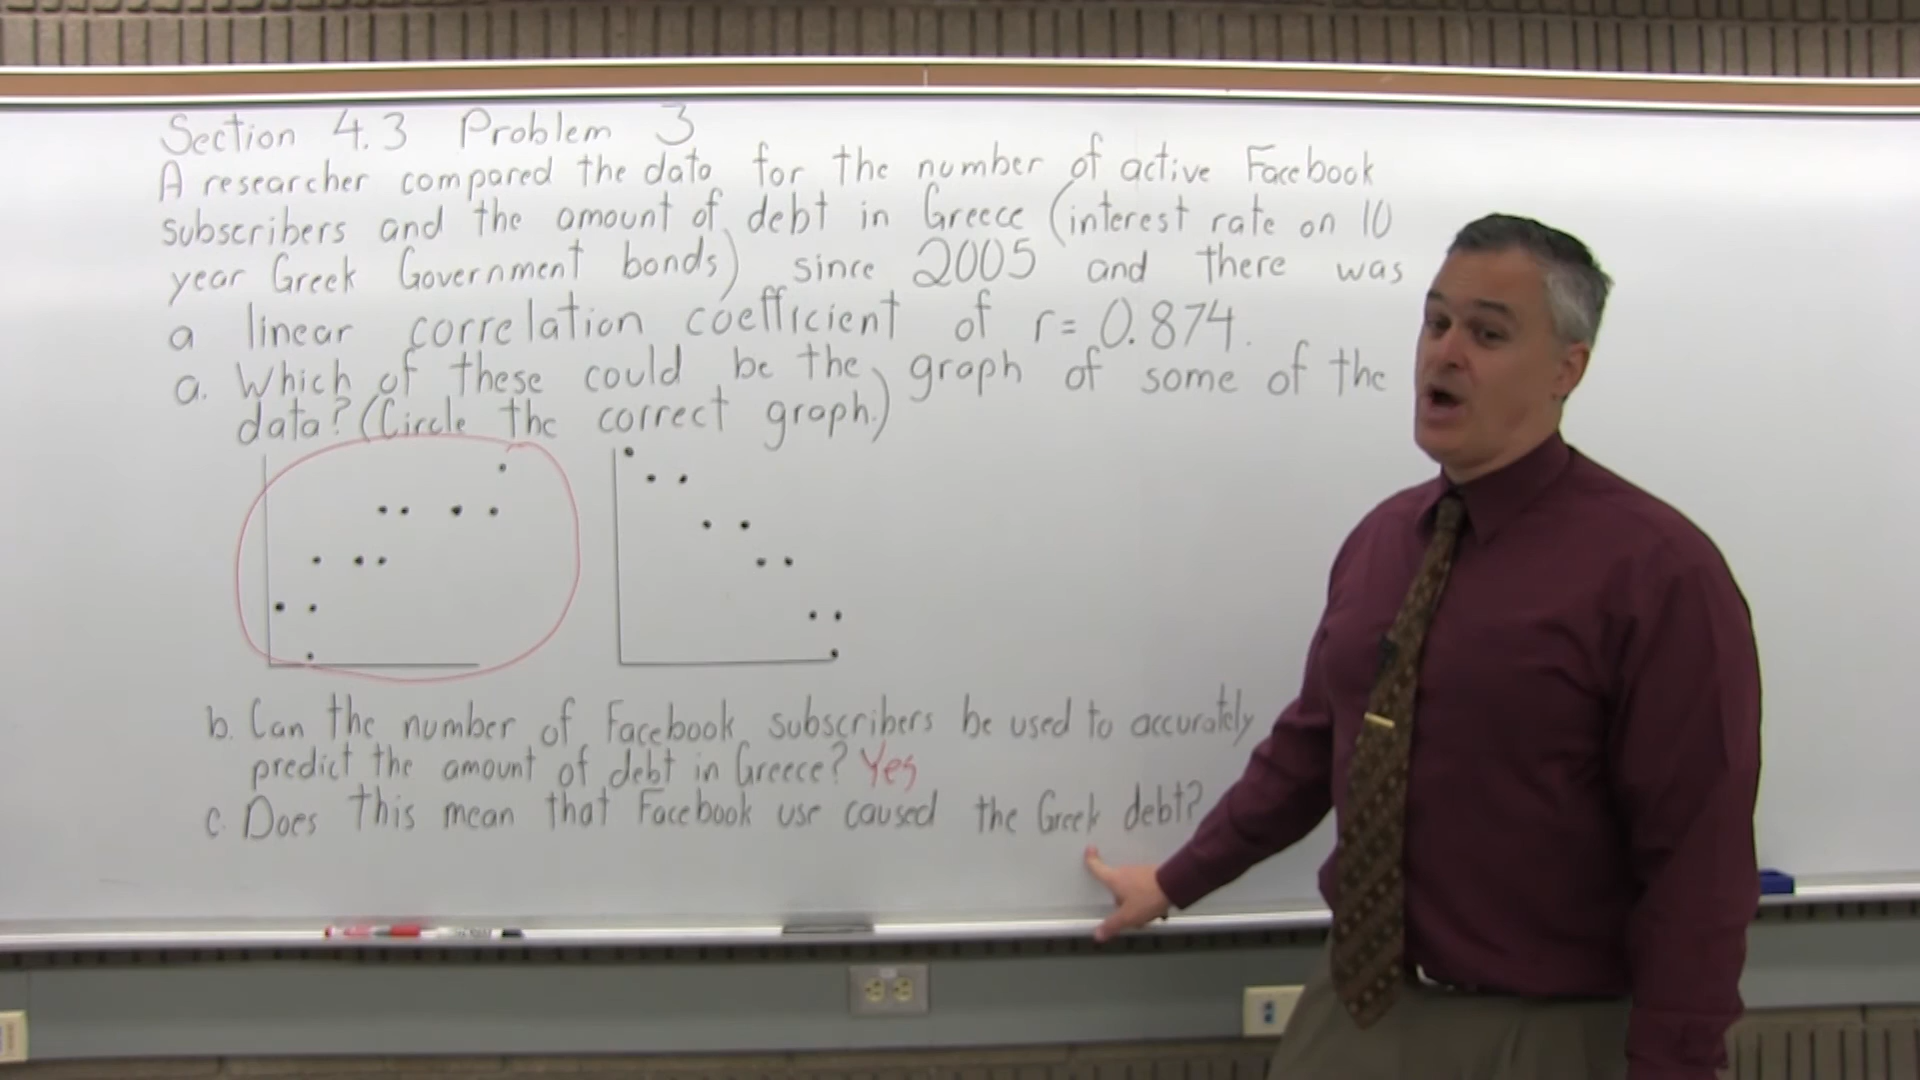 Section 4.3 Problem 3
A researcher compared the data for the number of active Facebook
subscribers and the amount of debt in Greece (interest rate on 10
year Greek Government bonds) since 2005 and there was
a linear correlation coefficient of r = 0.874.
a. Which of these could be the graph of some of the
data? (Circle the correct graph.)
b. Can the number of Facebook subscribers be used to accurately
predict the amount of debt in Greece? Yes
c. Does this mean that Facebook use caused the Greek debt?